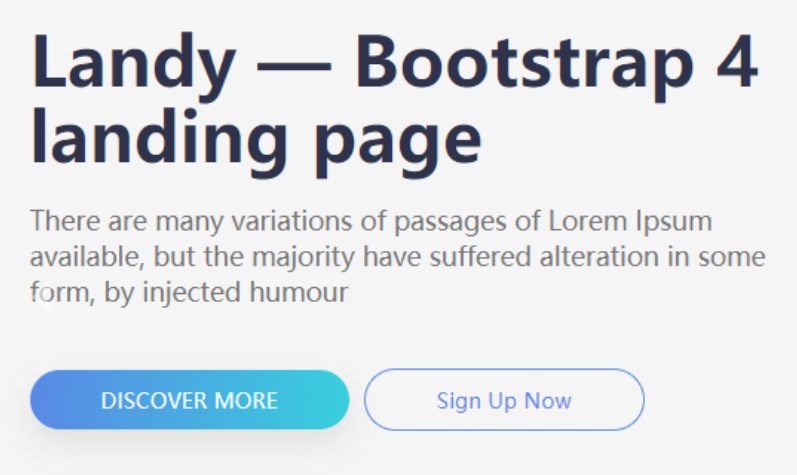 Landy — Bootstrap 4
landing page
There are many variations of passages of Lorem Ipsum
available, but the majority have suffered alteration in some
form, by injected humour
DISCOVER MORE
Sign Up Now